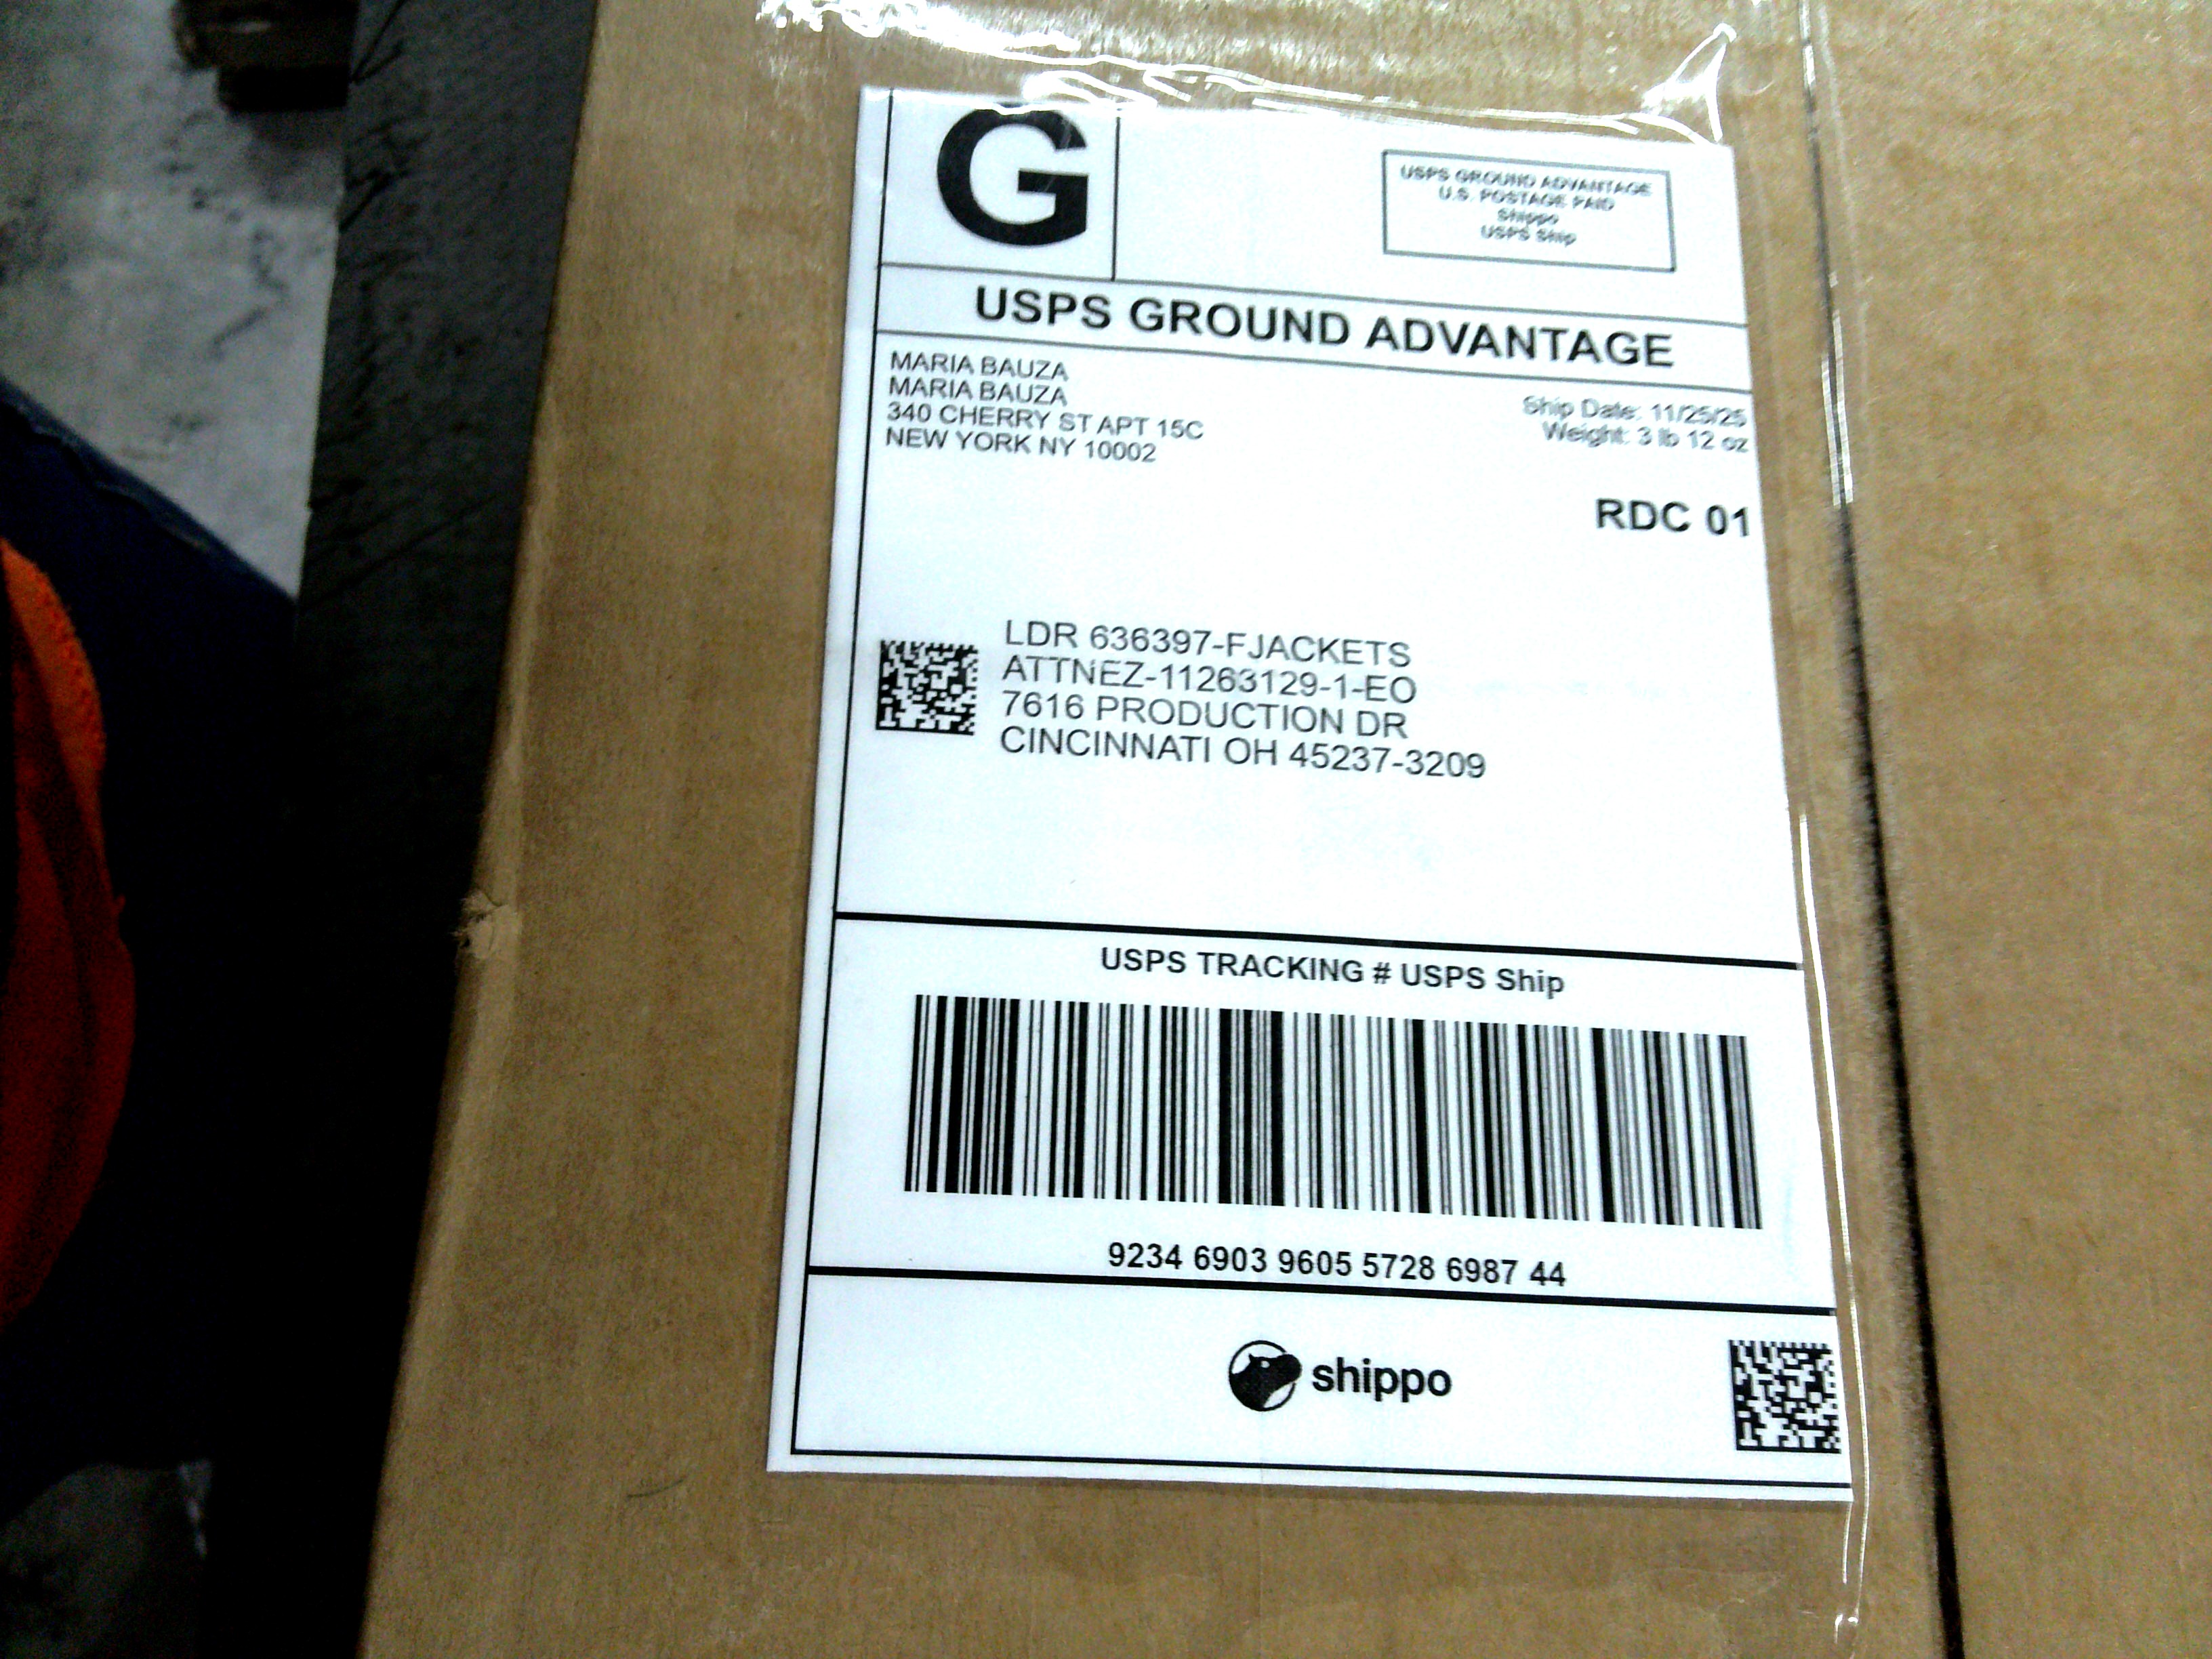 G
USPS GROUND ADVANTAGE
U.S. POSTAGE PAID
Shippo
USPS Ship
USPS GROUND ADVANTAGE
MARIA BAUZA
MARIA BAUZA
340 CHERRY ST APT 15C
NEW YORK NY 10002
Ship Date: 11/25/25
Weight: 3 lb 12 oz
RDC 01
LDR 636397-FJACKETS
ATTNEZ-11263129-1-EO
7616 PRODUCTION DR
CINCINNATI OH 45237-3209
USPS TRACKING # USPS Ship
9234 6903 9605 5728 6987 44
shippo